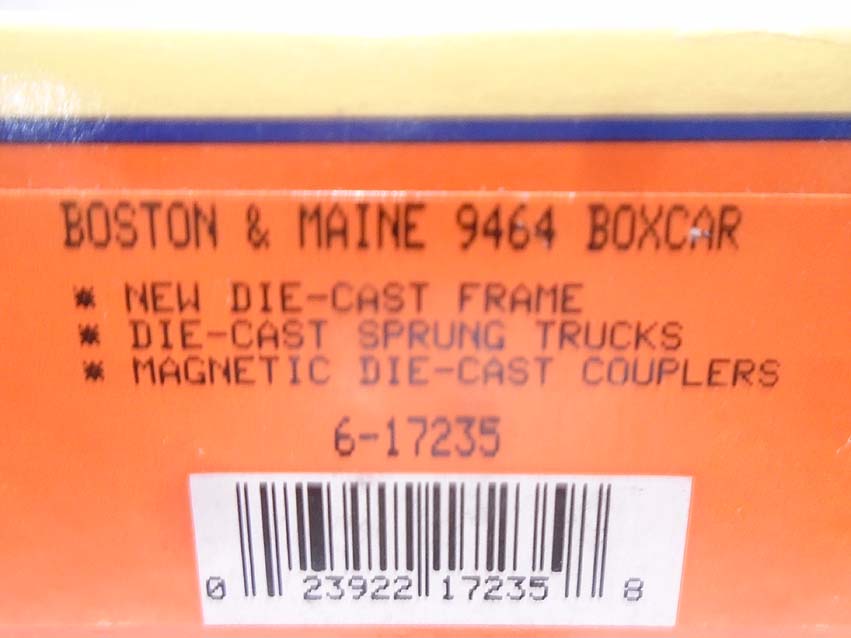 BOSTON & MAINE 9464 BOXCAR
* NEW DIE-CAST FRAME
* DIE-CAST SPRUNG TRUCKS
* MAGNETIC DIE-CAST COUPLERS
6-17235
0 23922 17235 8